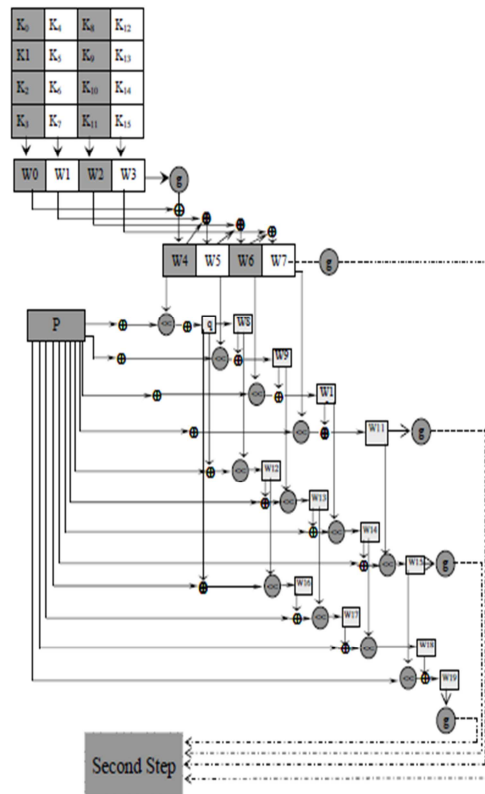 K0 K4 K8 K12
K1 K5 K9 K13
K2 K6 K10 K14
K3 K7 K11 K15
W0 W1 W2 W3
W4 W5 W6 W7
P
<<
q
W8
<<
W9
<<
W1
<<
W11
<<
W12
<<
W13
<<
W14
<<
W15
<<
W16
<<
W17
<<
W18
<<
W19
Second Step